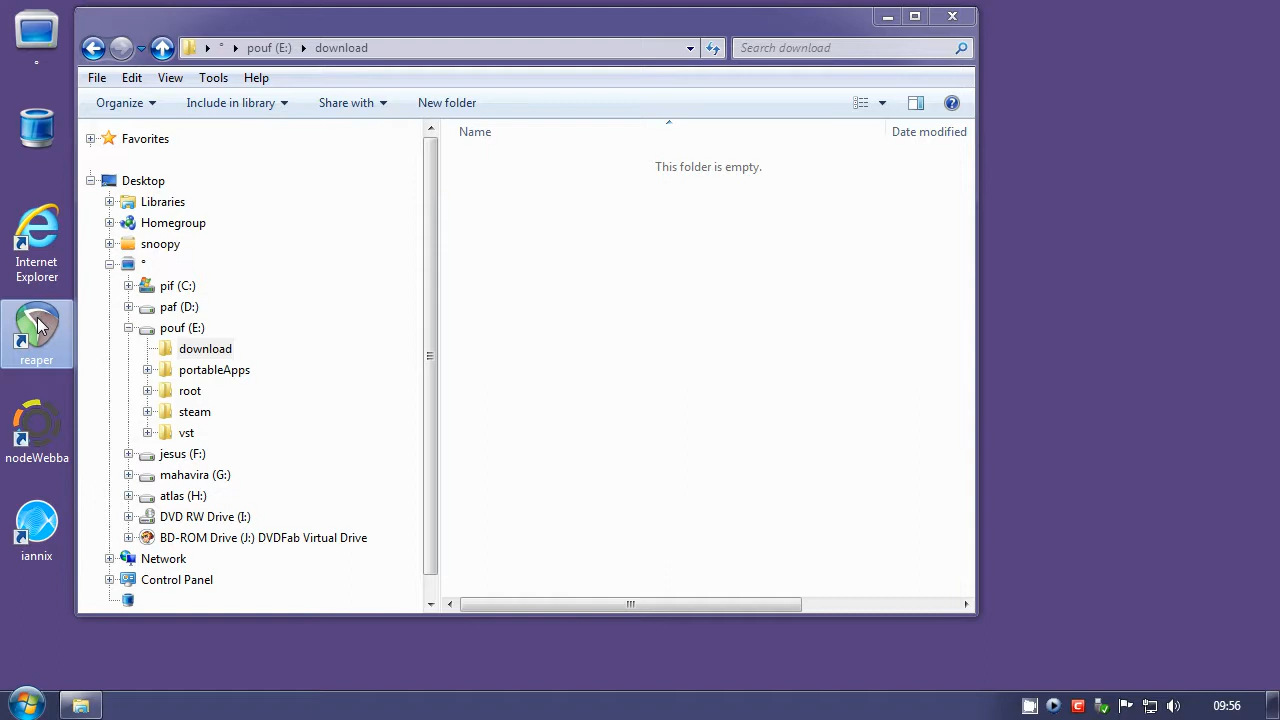 ° pouf (E:) download
Search download
File Edit View Tools Help
Organize Include in library Share with New folder
Name Date modified
This folder is empty.
Favorites
Desktop
Libraries
Homegroup
snoopy
°
pif (C:)
paf (D:)
pouf (E:)
download
portableApps
root
steam
vst
jesus (F:)
mahavira (G:)
atlas (H:)
DVD RW Drive (I:)
BD-ROM Drive (J:) DVDFab Virtual Drive
Network
Control Panel
°
Internet
Explorer
reaper
nodeWebba
iannix
09:56